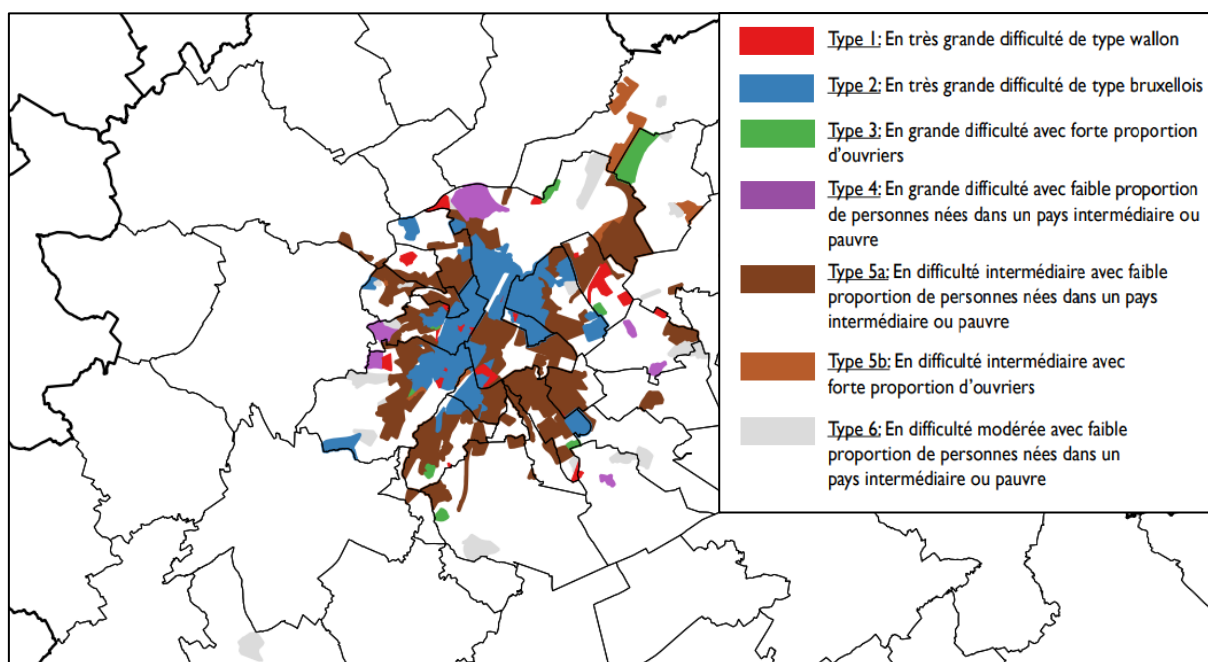 Type 1: En très grande difficulté de type wallon
Type 2: En très grande difficulté de type bruxellois
Type 3: En grande difficulté avec forte proportion
d'ouvriers
Type 4: En grande difficulté avec faible proportion
de personnes nées dans un pays intermédiaire ou
pauvre
Type 5a: En difficulté intermédiaire avec faible
proportion de personnes nées dans un pays
intermédiaire ou pauvre
Type 5b: En difficulté intermédiaire avec
forte proportion d'ouvriers
Type 6: En difficulté modérée avec faible
proportion de personnes nées dans un
pays intermédiaire ou pauvre